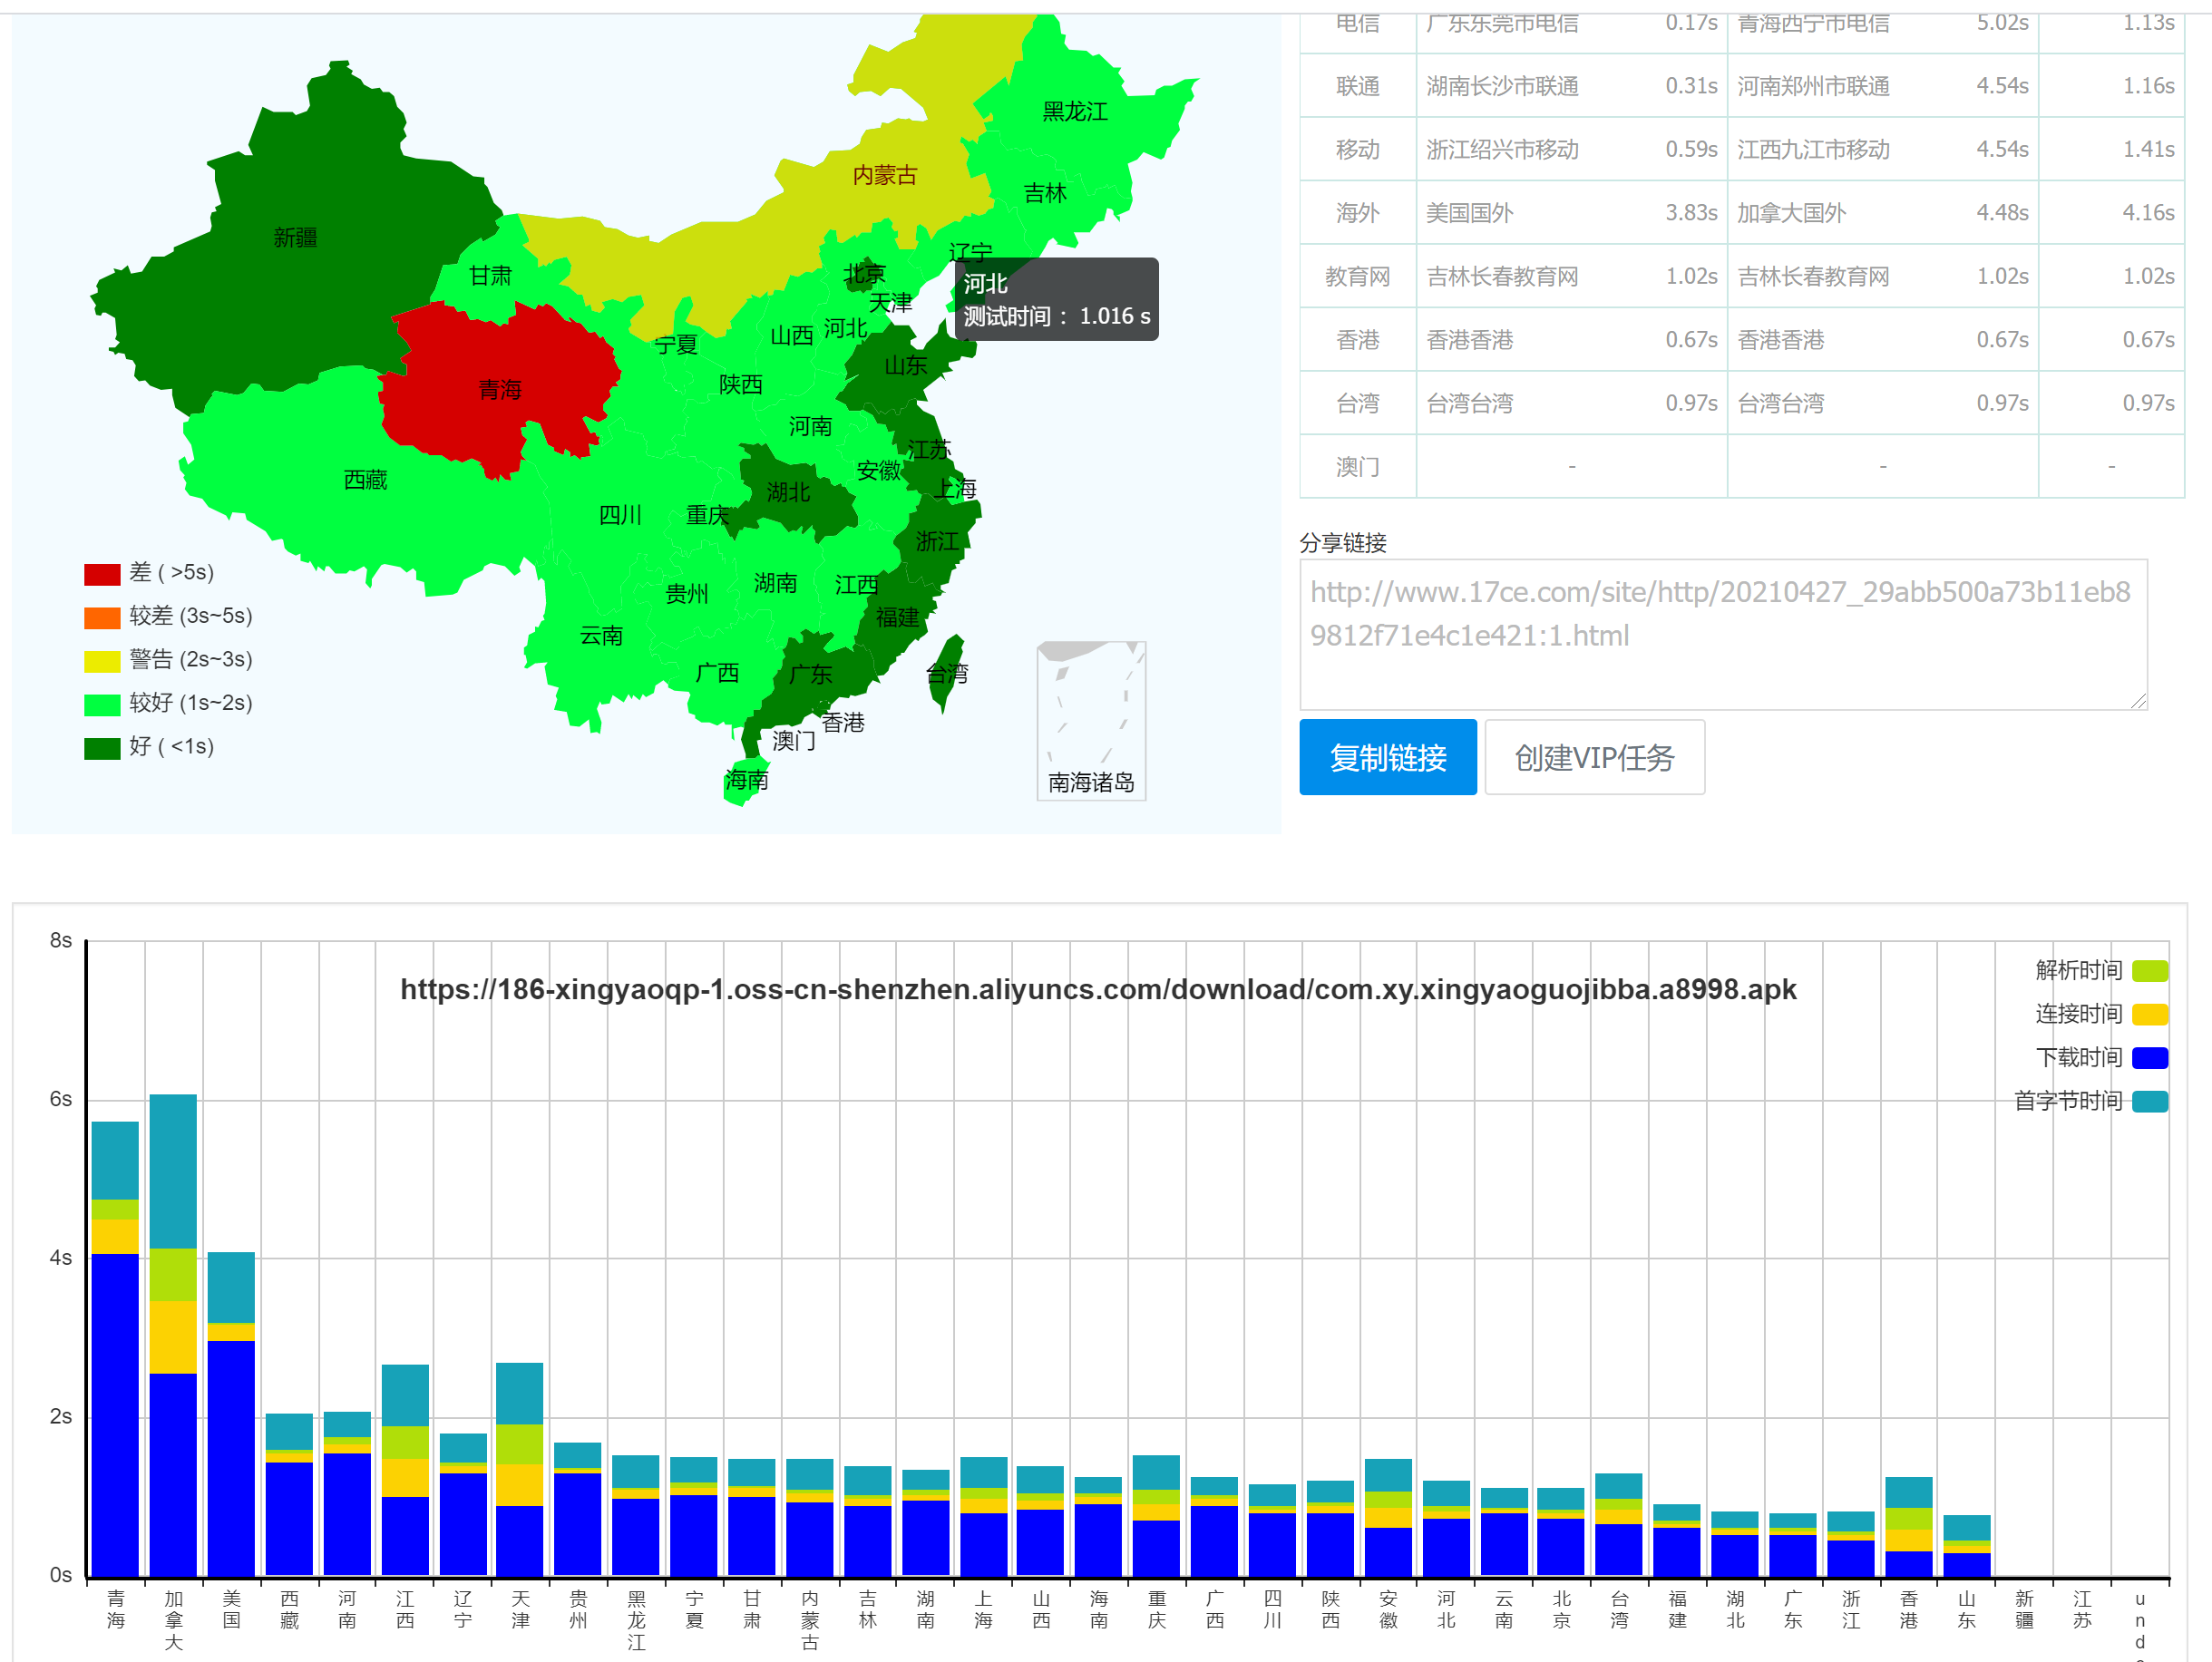 电信 广东东莞市电信 0.17s 青海西宁市电信 5.02s 1.13s
联通 湖南长沙市联通 0.31s 河南郑州市联通 4.54s 1.16s
移动 浙江绍兴市移动 0.59s 江西九江市移动 4.54s 1.41s
海外 美国国外 3.83s 加拿大国外 4.48s 4.16s
教育网 吉林长春教育网 1.02s 吉林长春教育网 1.02s 1.02s
香港 香港香港 0.67s 香港香港 0.67s 0.67s
台湾 台湾台湾 0.97s 台湾台湾 0.97s 0.97s
澳门 - - -
黑龙江
内蒙古
吉林
新疆
辽宁
甘肃
北京
河北
测试时间 : 1.016 s
天津
河北
山西
宁夏
山东
陕西
青海
河南
江苏
安徽
西藏
上海
湖北
四川
重庆
浙江
湖南
江西
贵州
福建
云南
广西
广东
台湾
香港
澳门
海南
南海诸岛
差 ( >5s)
较差 (3s~5s)
警告 (2s~3s)
较好 (1s~2s)
好 ( <1s)
分享链接
http://www.17ce.com/site/http/20210427_29abb500a73b11eb8
9812f71e4c1e421:1.html
复制链接
创建VIP任务
https://186-xingyaoqp-1.oss-cn-shenzhen.aliyuncs.com/download/com.xy.xingyaoguojibba.a8998.apk
解析时间
连接时间
下载时间
首字节时间
8s
6s
4s
2s
0s
青海
加拿大
美国
西藏
河南
江西
辽宁
天津
贵州
黑龙江
宁夏
甘肃
内蒙古
吉林
湖南
上海
山西
海南
重庆
广西
四川
陕西
安徽
河北
云南
北京
台湾
福建
湖北
广东
浙江
香港
山东
新疆
江苏
und